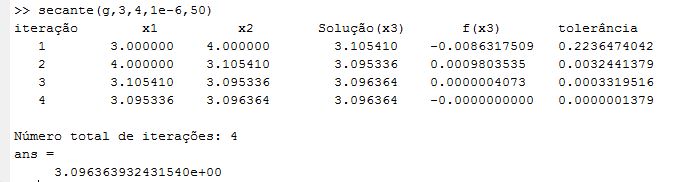 >> secante(g,3,4,1e-6,50)
iteração x1 x2 Solução(x3) f(x3) tolerância
1 3.000000 4.000000 3.105410 -0.0086317509 0.2236474042
2 4.000000 3.105410 3.095336 0.0009803535 0.0032441379
3 3.105410 3.095336 3.096364 0.0000004073 0.0003319516
4 3.095336 3.096364 3.096364 -0.0000000000 0.0000001379
Número total de iterações: 4
ans =
3.096363932431540e+00